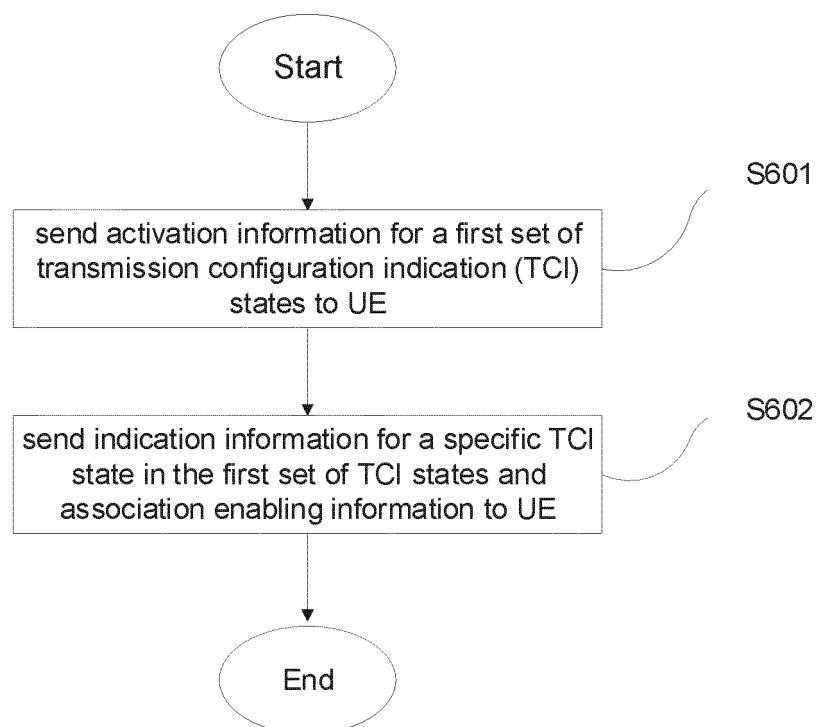 Start
S601
send activation information for a first set of
transmission configuration indication (TCI)
states to UE
S602
send indication information for a specific TCI
state in the first set of TCI states and
association enabling information to UE
End